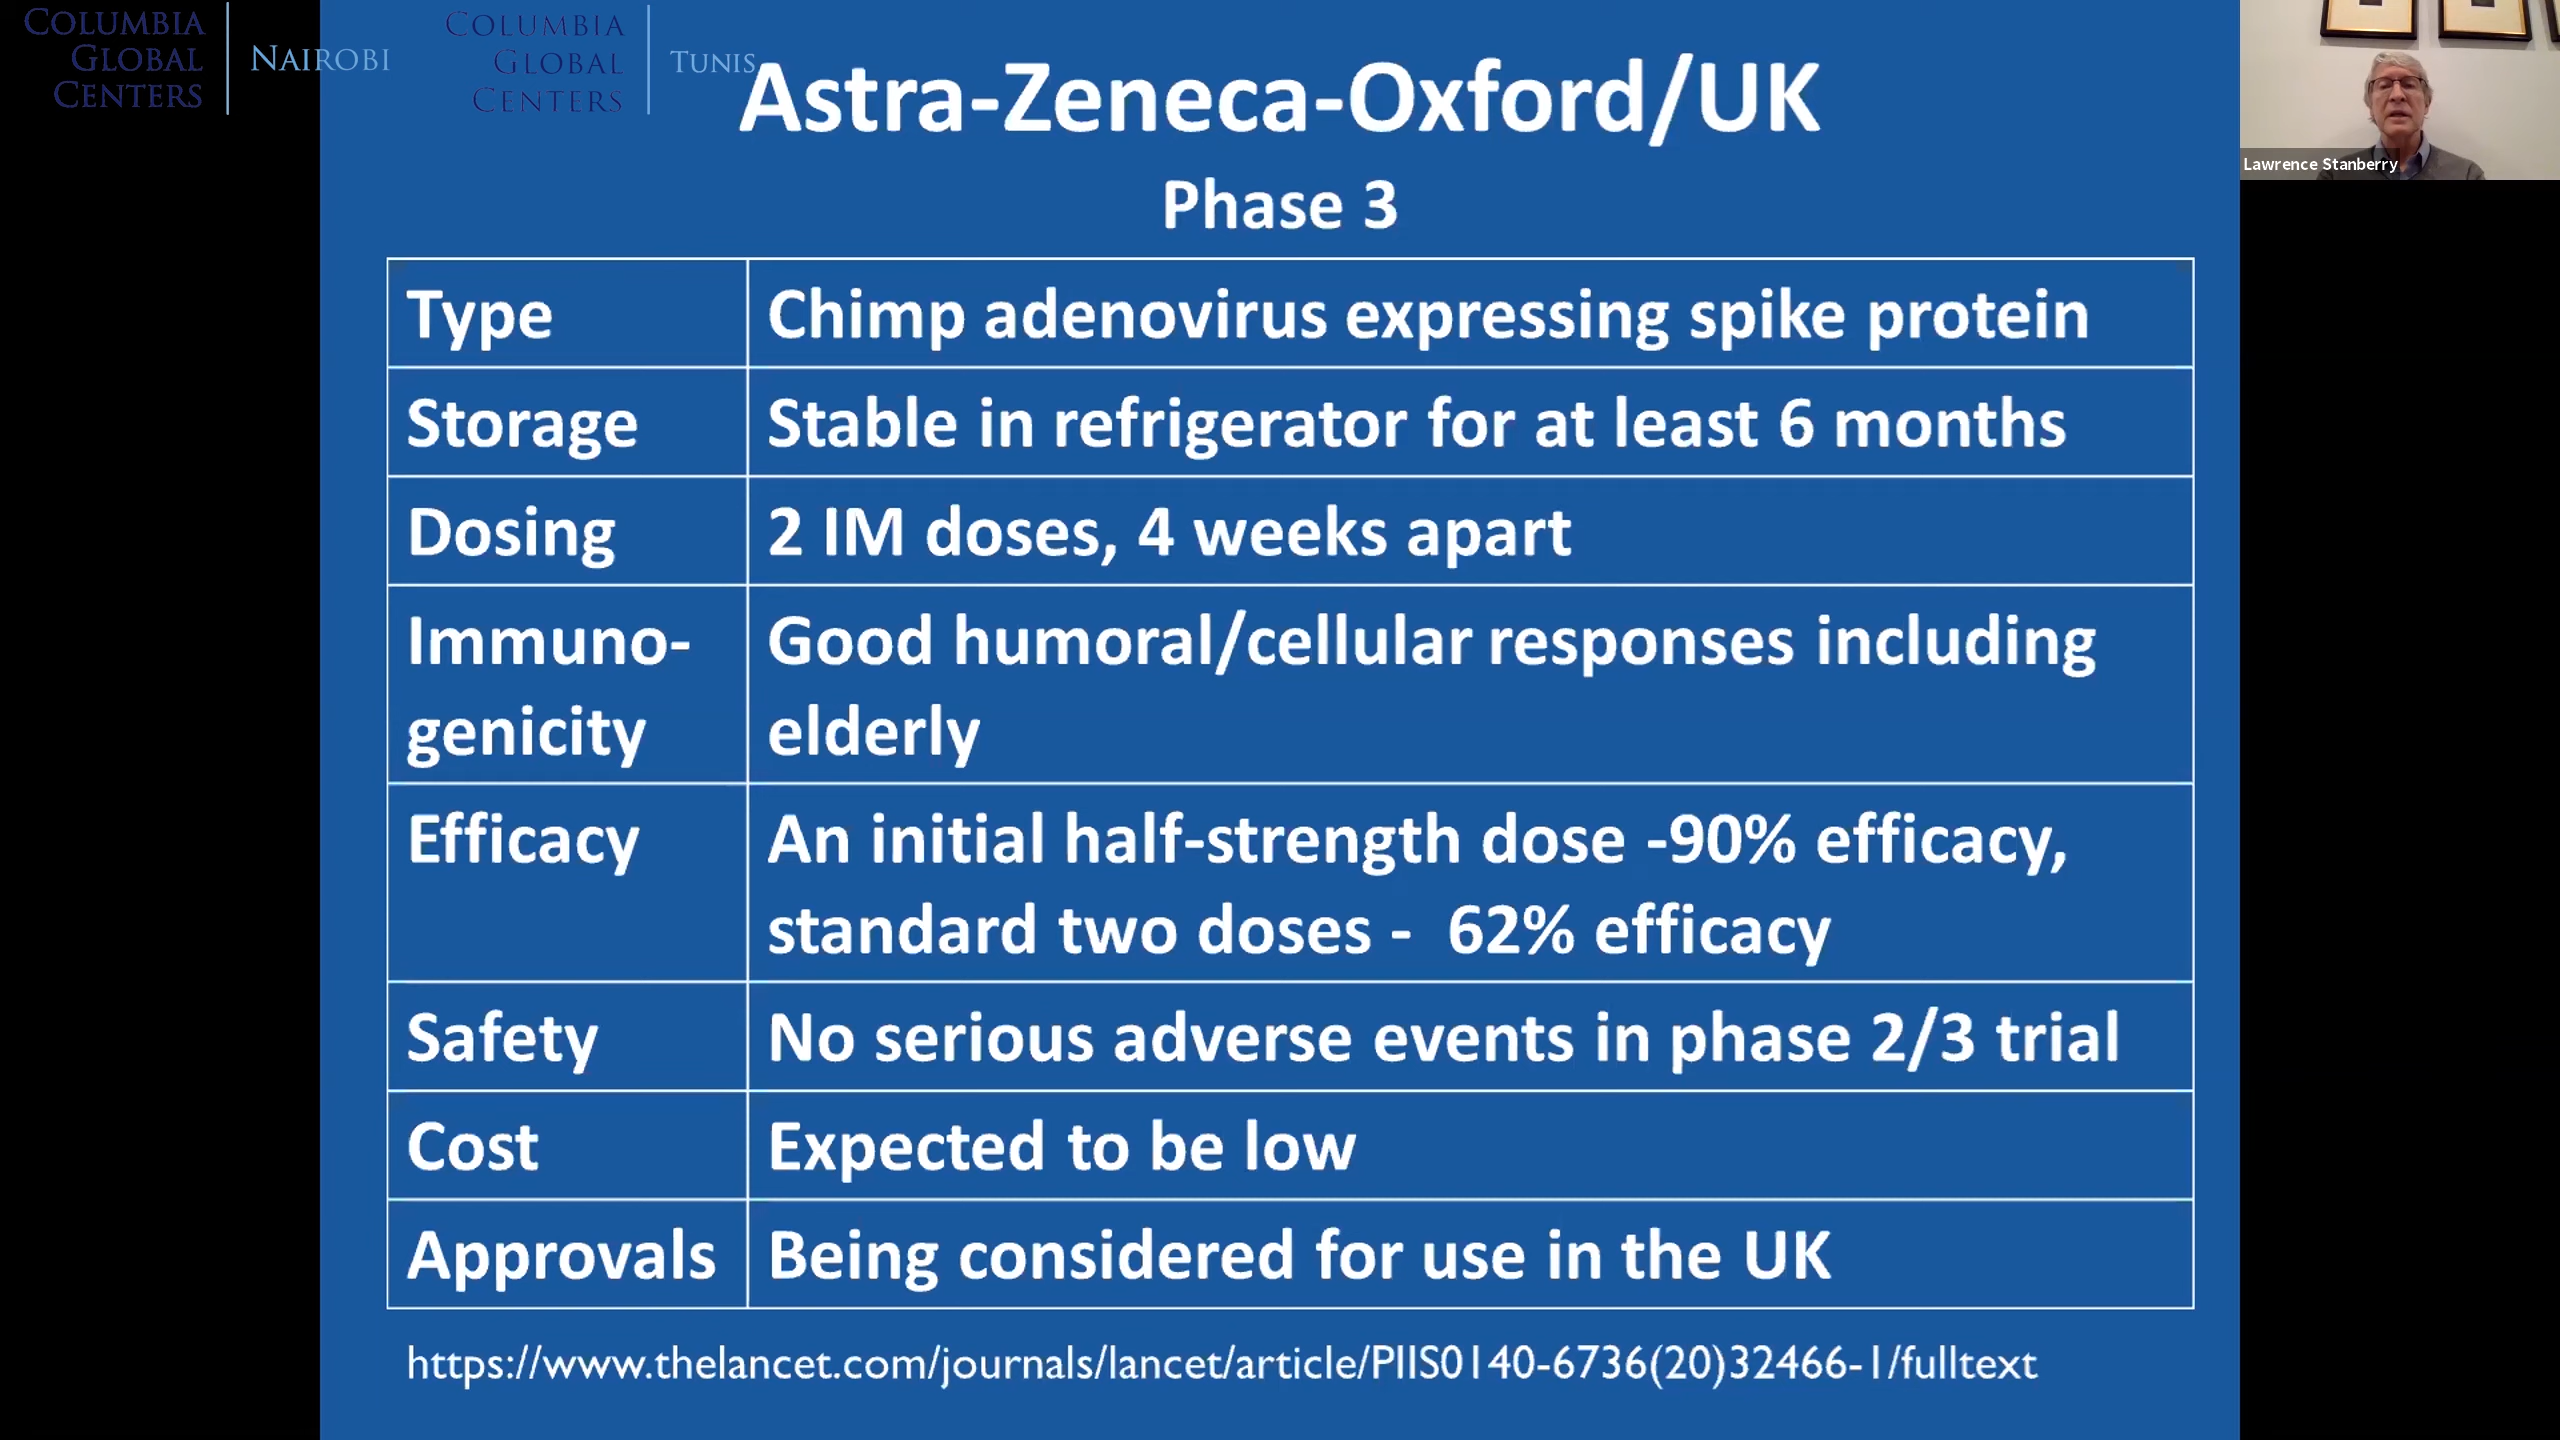 COLUMBIA
GLOBAL
CENTERS
NAIROBI
COLUMBIA
GLOBAL
CENTERS
TUNIS
Astra-Zeneca-Oxford/UK
Phase 3
Lawrence Stanberry
Type
Chimp adenovirus expressing spike protein
Storage
Stable in refrigerator for at least 6 months
Dosing
2 IM doses, 4 weeks apart
Immuno-
genicity
Good humoral/cellular responses including
elderly
Efficacy
An initial half-strength dose -90% efficacy,
standard two doses - 62% efficacy
Safety
No serious adverse events in phase 2/3 trial
Cost
Expected to be low
Approvals
Being considered for use in the UK
https://www.thelancet.com/journals/lancet/article/PIIS0140-6736(20)32466-1/fulltext